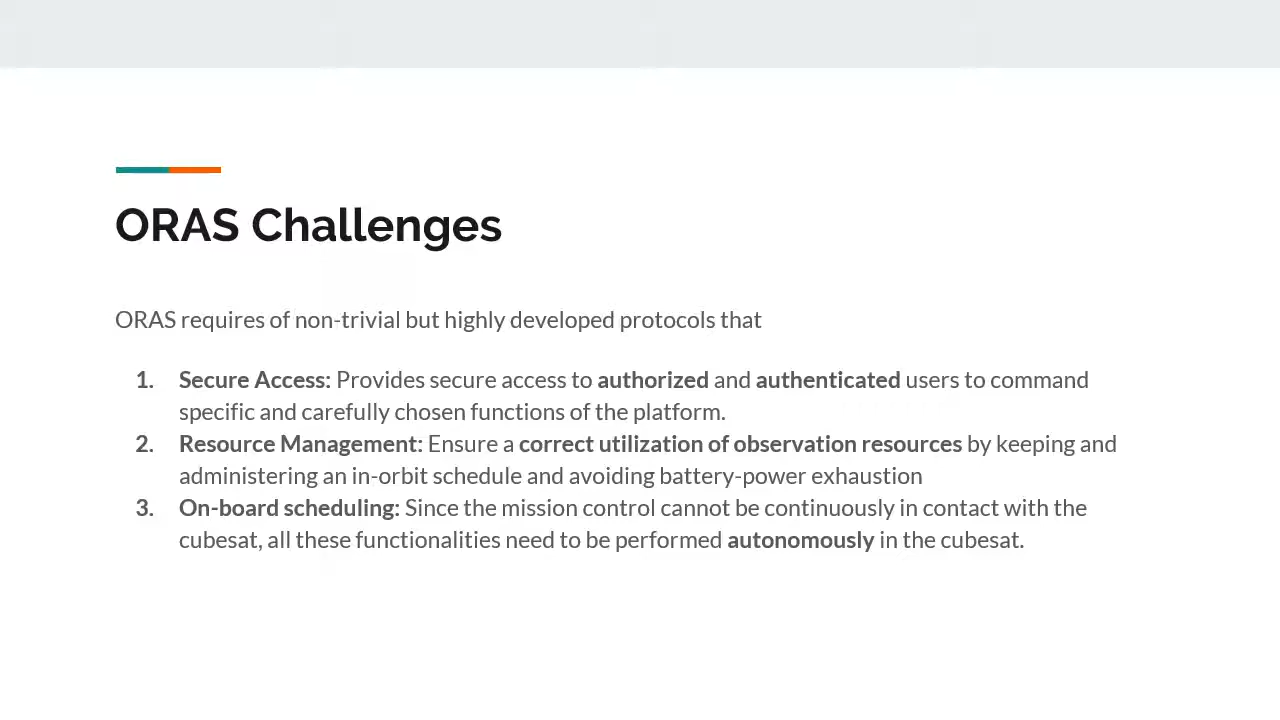 ORAS Challenges
ORAS requires of non-trivial but highly developed protocols that
1. Secure Access: Provides secure access to authorized and authenticated users to command
specific and carefully chosen functions of the platform.
2. Resource Management: Ensure a correct utilization of observation resources by keeping and
administering an in-orbit schedule and avoiding battery-power exhaustion
3. On-board scheduling: Since the mission control cannot be continuously in contact with the
cubesat, all these functionalities need to be performed autonomously in the cubesat.